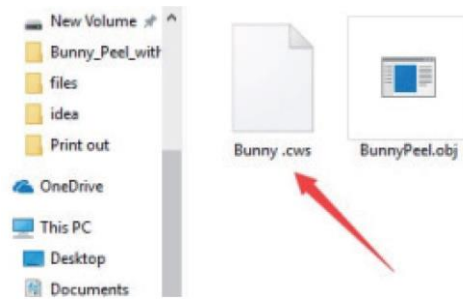 New Volume
Bunny_Peel_with
files
idea
Print out
OneDrive
This PC
Desktop
Documents
Bunny .cws
BunnyPeel.obj